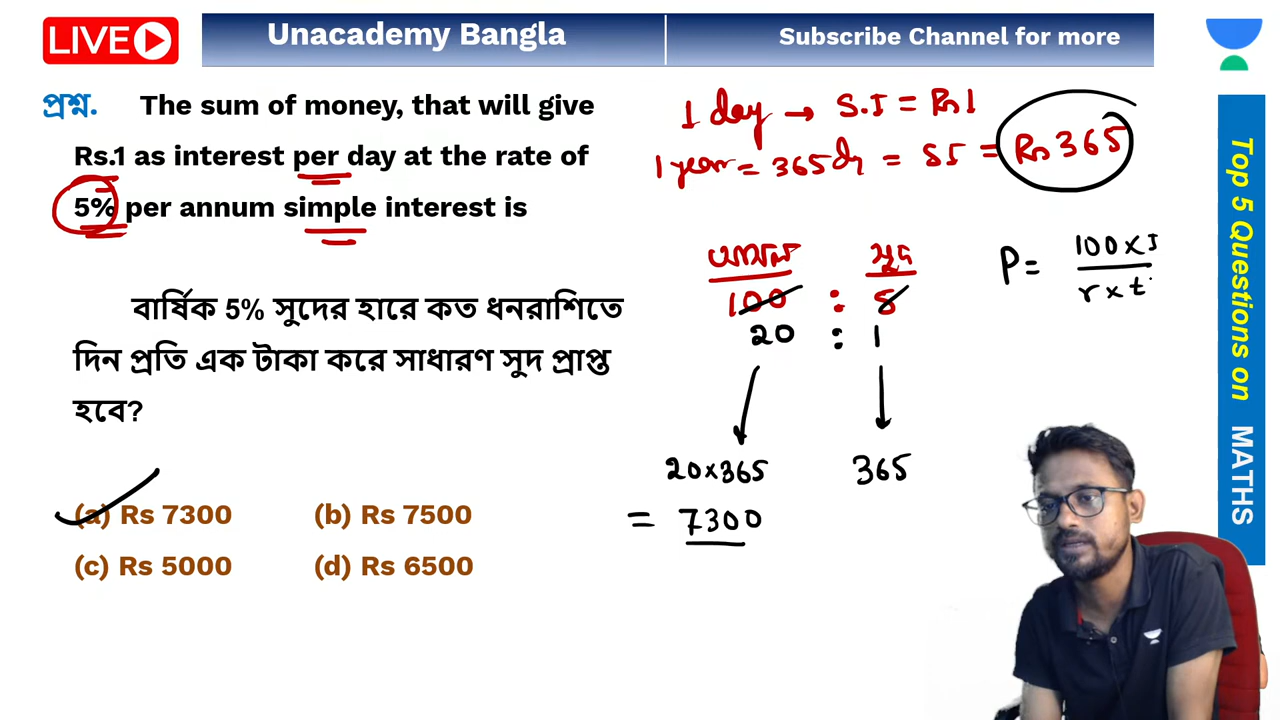 LIVE
Unacademy Bangla
Subscribe Channel for more
প্রশ্ন. The sum of money, that will give
Rs.1 as interest per day at the rate of
5% per annum simple interest is
বার্ষিক 5% সুদের হারে কত ধনরাশিতে
দিন প্রতি এক টাকা করে সাধারণ সুদ প্রাপ্ত
হবে?
(a) Rs 7300 (b) Rs 7500
(c) Rs 5000 (d) Rs 6500
1 day → S.I = Rs 1
1 year = 365 dy = SI = Rs 365
আসল সুদ
100 : 5
20 : 1
20×365 365
= 7300
P = 100×I
r×t
Top 5 Questions on MATHS